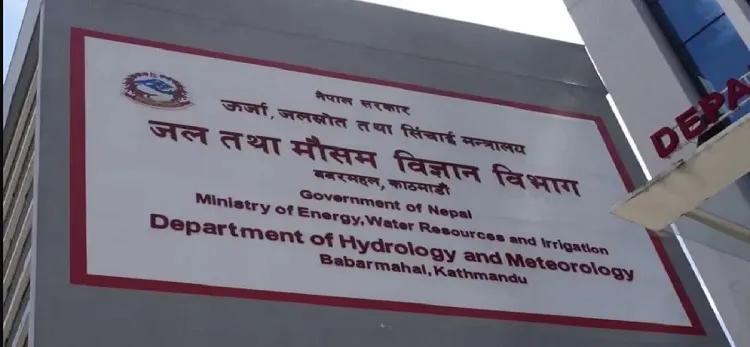 नेपाल सरकार
ऊर्जा, जलस्रोत तथा सिंचाई मन्त्रालय
जल तथा मौसम विज्ञान विभाग
बबरमहल, काठमाडौं
Government of Nepal
Ministry of Energy, Water Resources and Irrigation
Department of Hydrology and Meteorology
Babarmahal, Kathmandu
DEPA